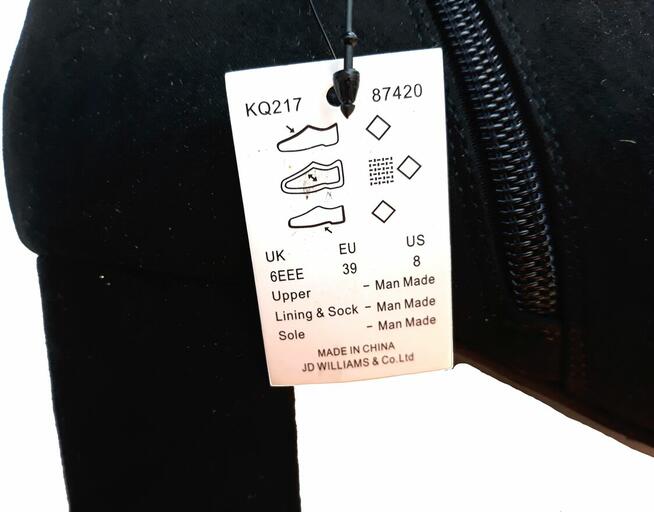 KQ217 87420
UK EU US
6EEE 39 8
Upper - Man Made
Lining & Sock - Man Made
Sole - Man Made
MADE IN CHINA
JD WILLIAMS & Co.Ltd